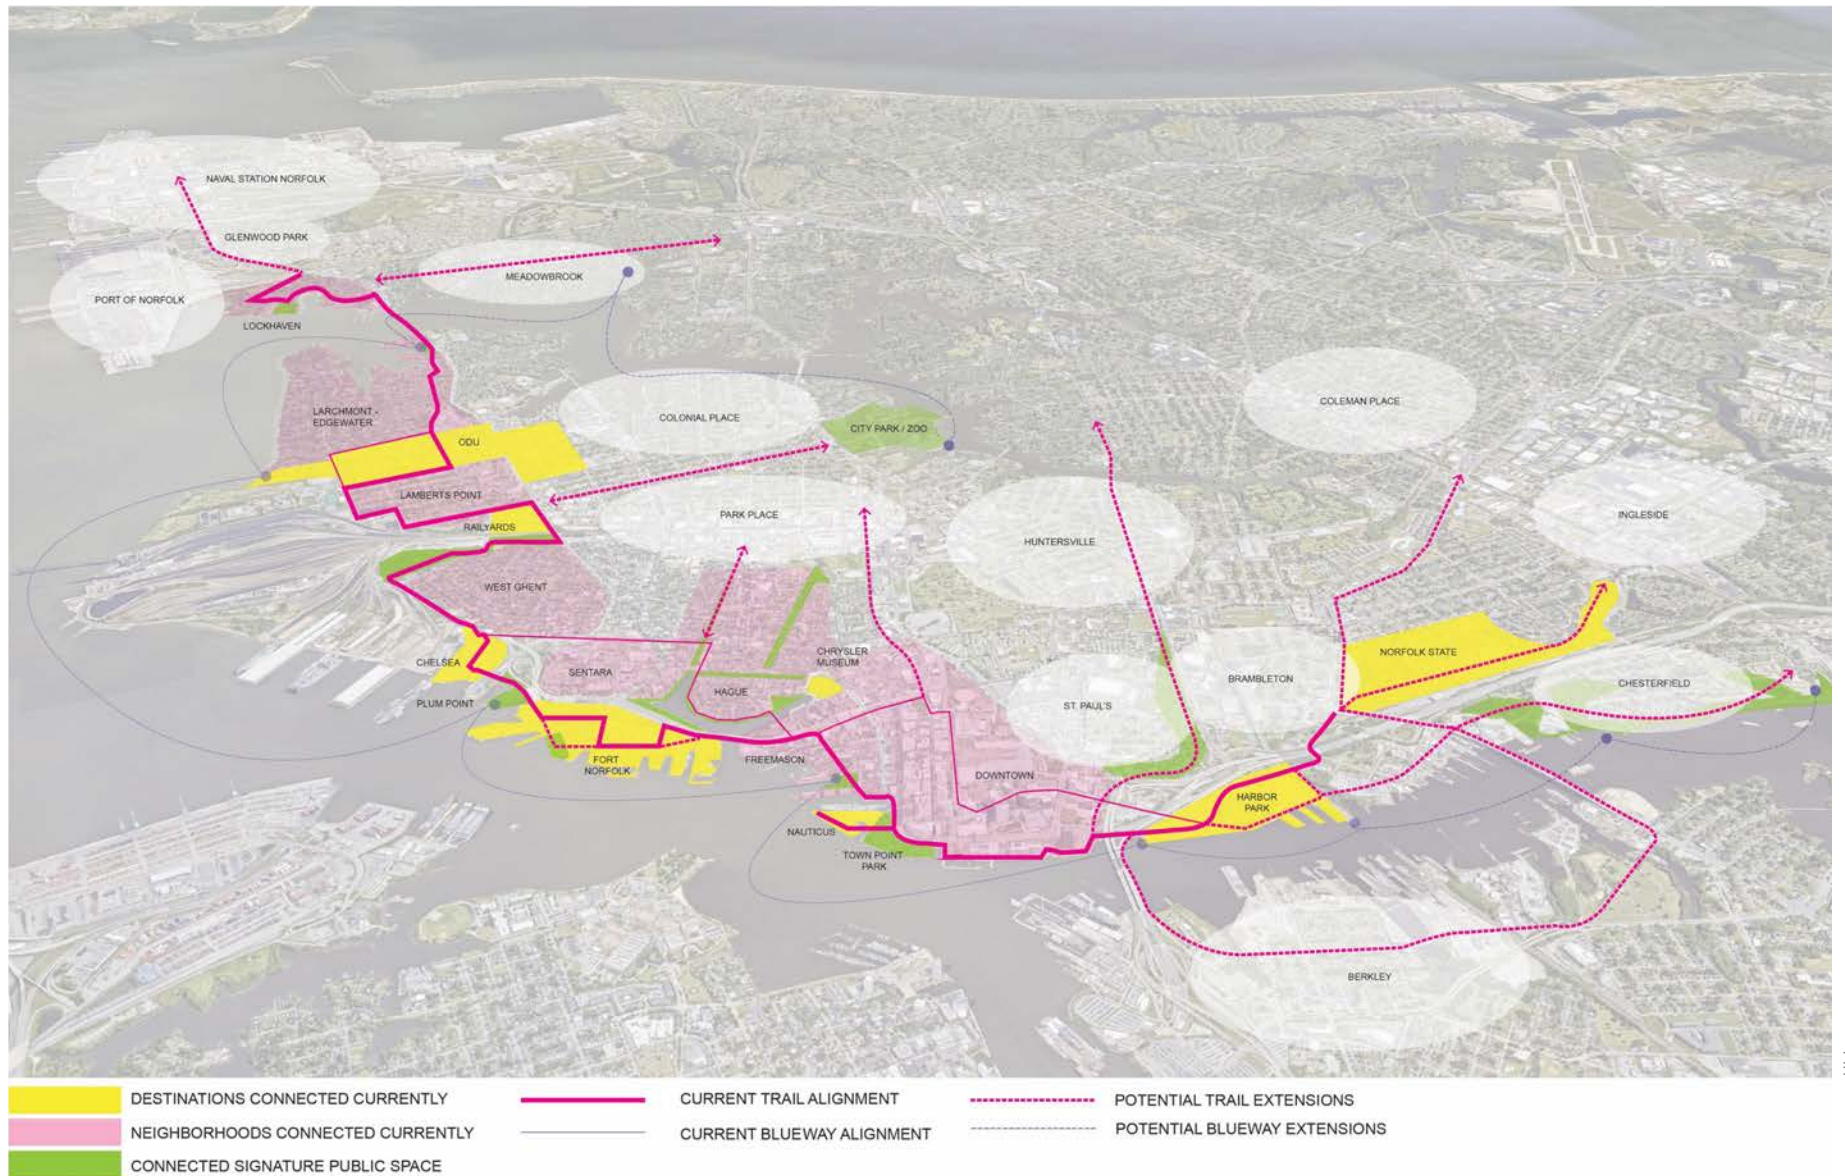 NAVAL STATION NORFOLK
GLENWOOD PARK
MEADOWBROOK
PORT OF NORFOLK
LOCKHAVEN
COLEMAN PLACE
LARCHMONT -
EDGEWATER
COLONIAL PLACE
CITY PARK / ZOO
ODU
LAMBERTS POINT
PARK PLACE
INGLESIDE
RAILYARDS
HUNTERSVILLE
WEST GHENT
CHRYSLER
MUSEUM
NORFOLK STATE
CHELSEA
SENTARA
BRAMBLETON
CHESTERFIELD
HAGUE
PLUM POINT
ST. PAUL'S
FREEMASON
FORT
NORFOLK
DOWNTOWN
HARBOR
PARK
NAUTICUS
TOWN POINT
PARK
BERKLEY
DESTINATIONS CONNECTED CURRENTLY
NEIGHBORHOODS CONNECTED CURRENTLY
CONNECTED SIGNATURE PUBLIC SPACE
CURRENT TRAIL ALIGNMENT
CURRENT BLUEWAY ALIGNMENT
POTENTIAL TRAIL EXTENSIONS
POTENTIAL BLUEWAY EXTENSIONS